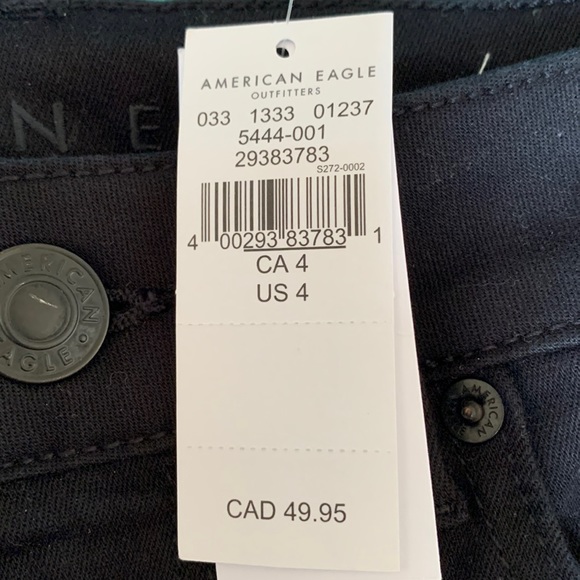 AMERICAN EAGLE
OUTFITTERS
033 1333 01237
5444-001
29383783
S272-0002
4 00293 83783 1
CA 4
US 4
CAD 49.95
N E
AMERICAN
EAGLE
AMERICAN